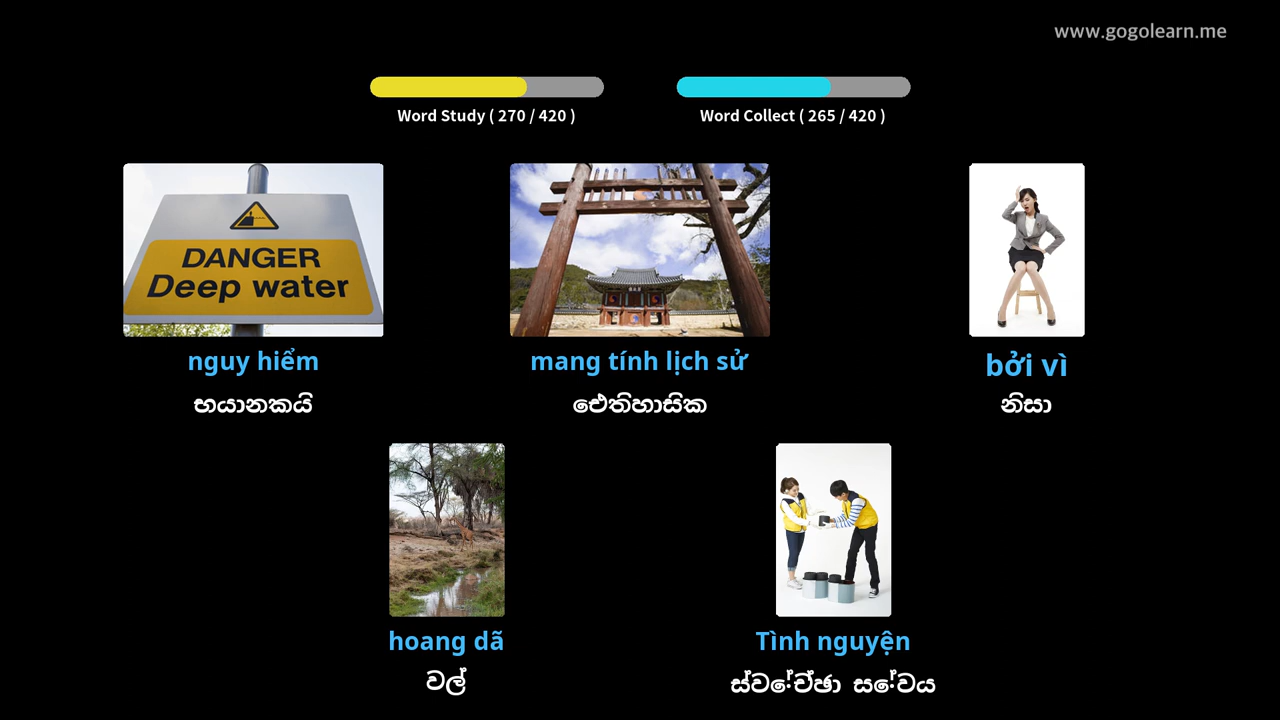 www.gogolearn.me
Word Study ( 270 / 420 )
Word Collect ( 265 / 420 )
DANGER
Deep water
nguy hiểm
mang tính lịch sử
bởi vì
භයානකයි
ඓතිහාසික
නිසා
hoang dã
Tình nguyện
වල්
ස්වේච්ඡා සේවය